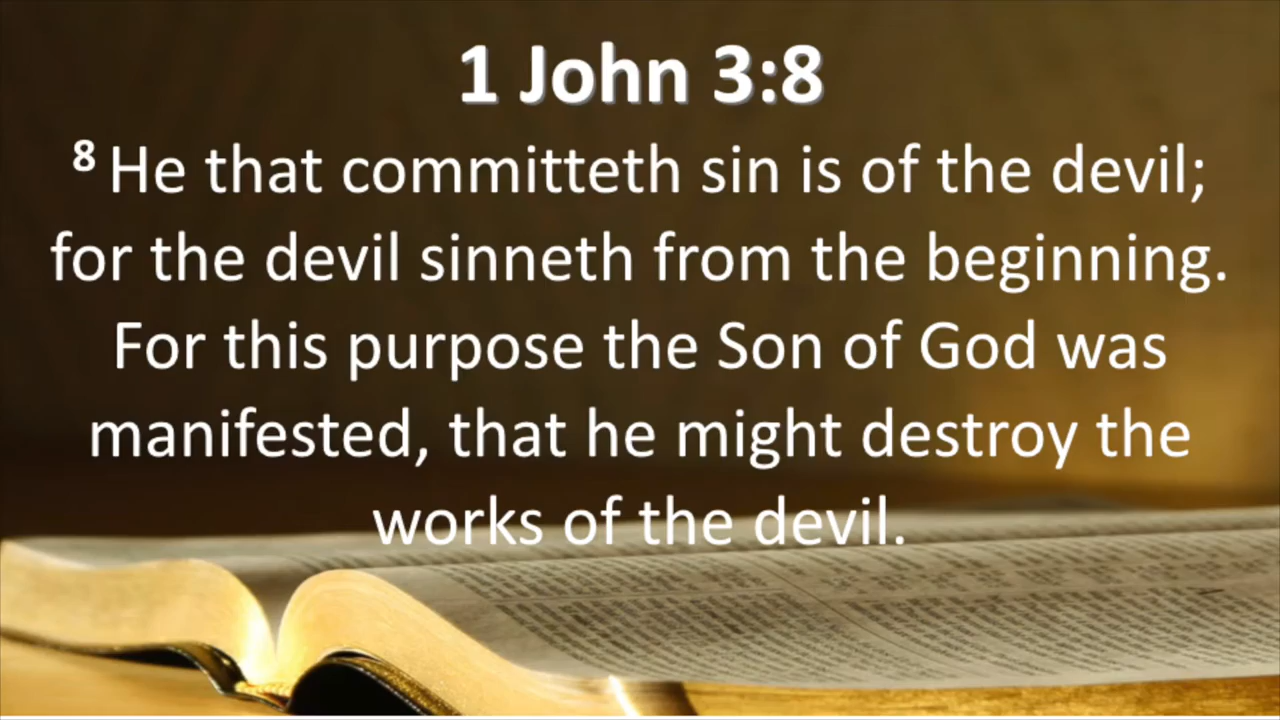 1 John 3:8
8 He that committeth sin is of the devil;
for the devil sinneth from the beginning.
For this purpose the Son of God was
manifested, that he might destroy the
works of the devil.